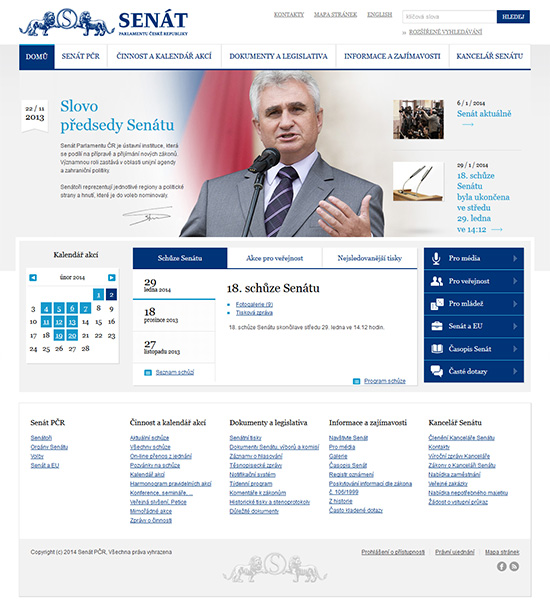 SENÁT
PARLAMENTU ČESKÉ REPUBLIKY
KONTAKTY MAPA STRÁNEK ENGLISH
Klíčová slova HLEDEJ
ROZŠÍŘENÉ VYHLEDÁVÁNÍ
DOMŮ SENÁT PČR ČINNOST A KALENDÁŘ AKCÍ DOKUMENTY A LEGISLATIVA INFORMACE A ZAJÍMAVOSTI KANCELÁŘ SENÁTU
22 / 11
2013
Slovo
předsedy Senátu
Senát Parlamentu ČR je ústavní instituce, která
se podílí na přípravě a přijímání nových zákonů.
Významnou roli zastává v oblasti unijní agendy
a zahraniční politiky.
Senátoři reprezentují jednotlivé regiony a politické
strany a hnutí, které je do voleb nominovaly.
6 / 1 / 2014
Senát aktuálně
29 / 1 / 2014
18. schůze
Senátu
byla ukončena
ve středu
29. ledna
ve 14:12
Kalendář akcí
únor 2014
1 2
3 4 5 6 7 8 9
10 11 12 13 14 15 16
17 18 19 20 21 22 23
24 25 26 27 28
Schůze Senátu Akce pro veřejnost Nejsledovanější tisky
29
ledna 2014
18
prosince 2013
27
listopadu 2013
Seznam schůzí
18. schůze Senátu
Fotogalerie (9)
Tisková zpráva
18. schůze Senátu skončila ve středu 29. ledna ve 14:12 hodin.
Program schůze
Pro média
Pro veřejnost
Pro mládež
Senát a EU
Časopis Senát
Časté dotazy
Senát PČR
Senátoři
Orgány Senátu
Volby
Senát a EU
Činnost a kalendář akcí
Aktuální schůze
Všechny schůze
On-line přenos z jednání
Pozvánky na schůze
Kalendář akcí
Harmonogram pravidelných akcí
Konference, semináře, ...
Veřejná slyšení, Petice
Mimořádné akce
Zprávy o činnosti
Dokumenty a legislativa
Senátní tisky
Dokumenty Senátu, výborů a komisí
Záznamy o hlasování
Těsnopisecké zprávy
Notifikační systém
Týdenní program
Komentáře k zákonům
Historické tisky a stenoprotokoly
Důležité dokumenty
Informace a zajímavosti
Navštivte Senát
Pro média
Galerie
Časopis Senát
Registr oznámení
Poskytování informací dle zákona
č. 106/1999
Z historie
Často kladené dotazy
Kancelář Senátu
Členění Kanceláře Senátu
Kontakty
Výroční zprávy Kanceláře
Zákony o Kanceláři Senátu
Nabídka zaměstnání
Veřejné zakázky
Nabídka nepotřebného majetku
Žádost o vstupní průkaz
Copyright (c) 2014 Senát PČR, Všechna práva vyhrazena
Prohlášení o přístupnosti Právní ujednání Mapa stránek